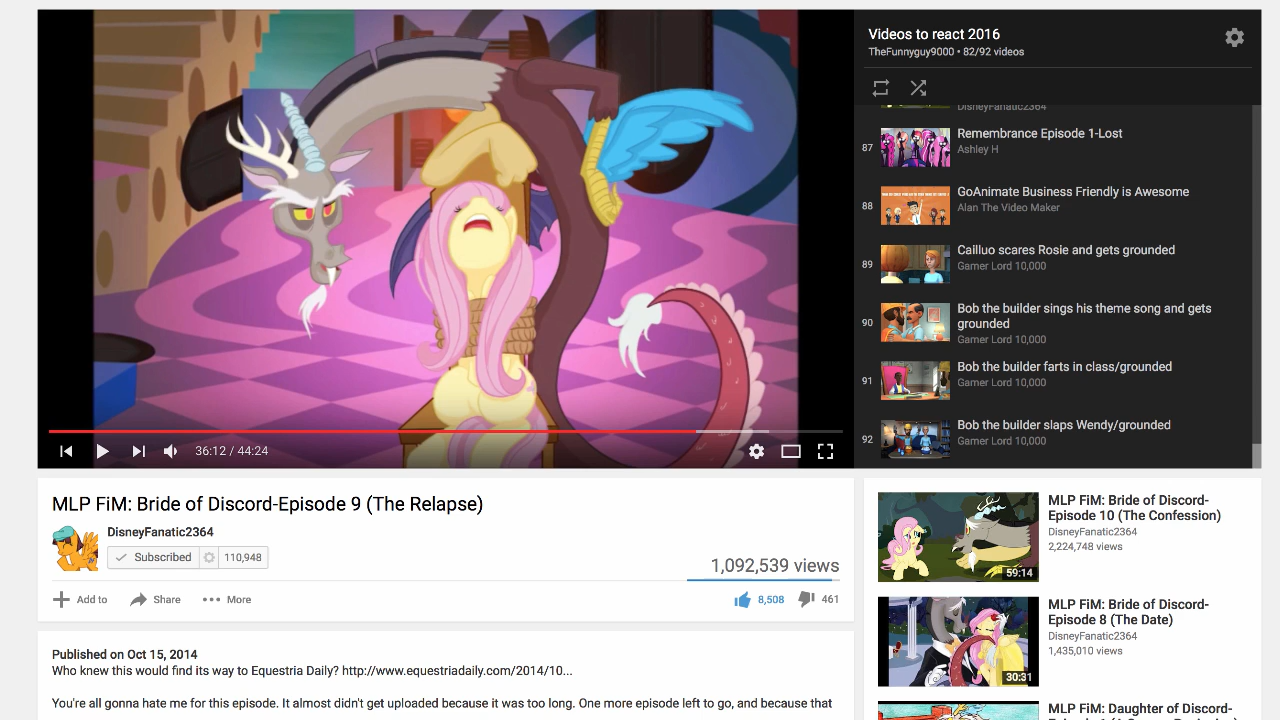 Videos to react 2016
TheFunnyguy9000 • 82/92 videos
DisneyFanatic2364
87
Remembrance Episode 1-Lost
Ashley H
88
GoAnimate Business Friendly is Awesome
Alan The Video Maker
89
Cailluo scares Rosie and gets grounded
Gamer Lord 10,000
90
Bob the builder sings his theme song and gets
grounded
Gamer Lord 10,000
91
Bob the builder farts in class/grounded
Gamer Lord 10,000
92
Bob the builder slaps Wendy/grounded
Gamer Lord 10,000
36:12 / 44:24
MLP FiM: Bride of Discord-Episode 9 (The Relapse)
DisneyFanatic2364
Subscribed 110,948
1,092,539 views
Add to Share More
8,508 461
Published on Oct 15, 2014
Who knew this would find its way to Equestria Daily? http://www.equestriadaily.com/2014/10...
You're all gonna hate me for this episode. It almost didn't get uploaded because it was too long. One more episode left to go, and because that
MLP FiM: Bride of Discord-
Episode 10 (The Confession)
DisneyFanatic2364
2,224,748 views
59:14
MLP FiM: Bride of Discord-
Episode 8 (The Date)
DisneyFanatic2364
1,435,010 views
30:31
MLP FiM: Daughter of Discord-